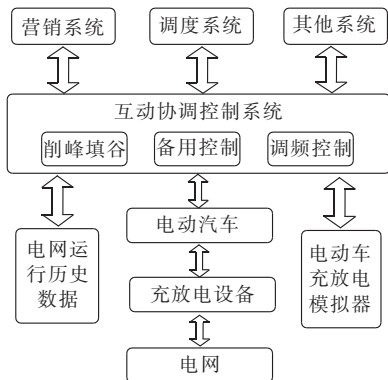 营销系统 调度系统 其他系统
互动协调控制系统
削峰填谷 备用控制 调频控制
电动汽车
电网运
行历史
数据
充放电设备
电动车
充放电
模拟器
电网